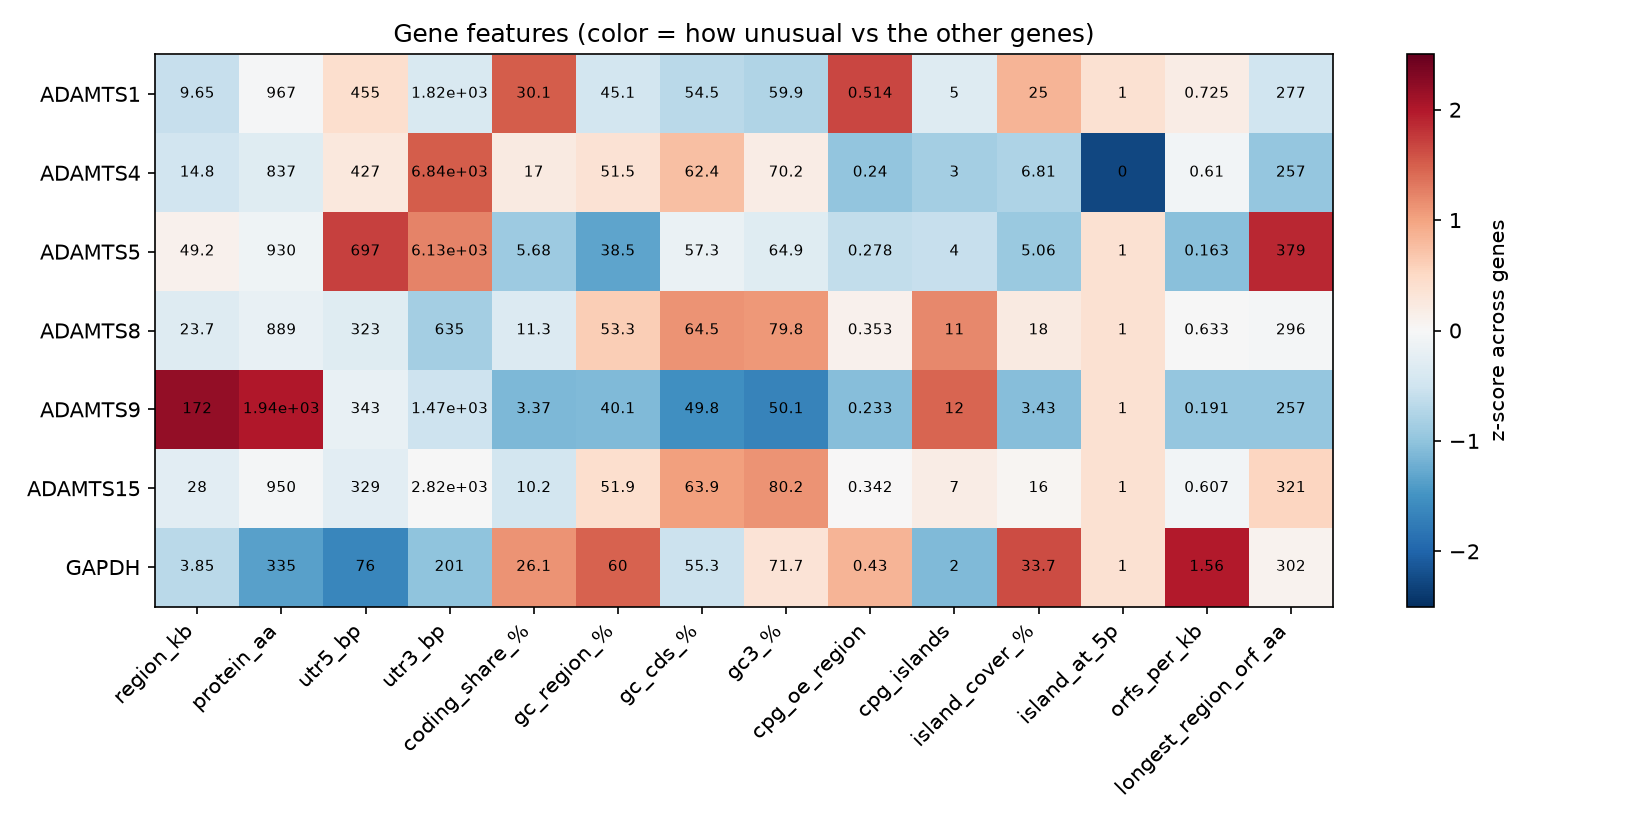 Gene features (color = how unusual vs the other genes)
ADAMTS1 9.65 967 455 1.82e+03 30.1 45.1 54.5 59.9 0.514 5 25 1 0.725 277
ADAMTS4 14.8 837 427 6.84e+03 17 51.5 62.4 70.2 0.24 3 6.81 0 0.61 257
ADAMTS5 49.2 930 697 6.13e+03 5.68 38.5 57.3 64.9 0.278 4 5.06 1 0.163 379
ADAMTS8 23.7 889 323 635 11.3 53.3 64.5 79.8 0.353 11 18 1 0.633 296
ADAMTS9 172 1.94e+03 343 1.47e+03 3.37 40.1 49.8 50.1 0.233 12 3.43 1 0.191 257
ADAMTS15 28 950 329 2.82e+03 10.2 51.9 63.9 80.2 0.342 7 16 1 0.607 321
GAPDH 3.85 335 76 201 26.1 60 55.3 71.7 0.43 2 33.7 1 1.56 302
region_kb
protein_aa
utr5_bp
utr3_bp
coding_share_%
gc_region_%
gc_cds_%
gc3_%
cpg_oe_region
cpg_islands
island_cover_%
island_at_5p
orfs_per_kb
longest_region_orf_aa
2
1
0
−1
−2
z-score across genes